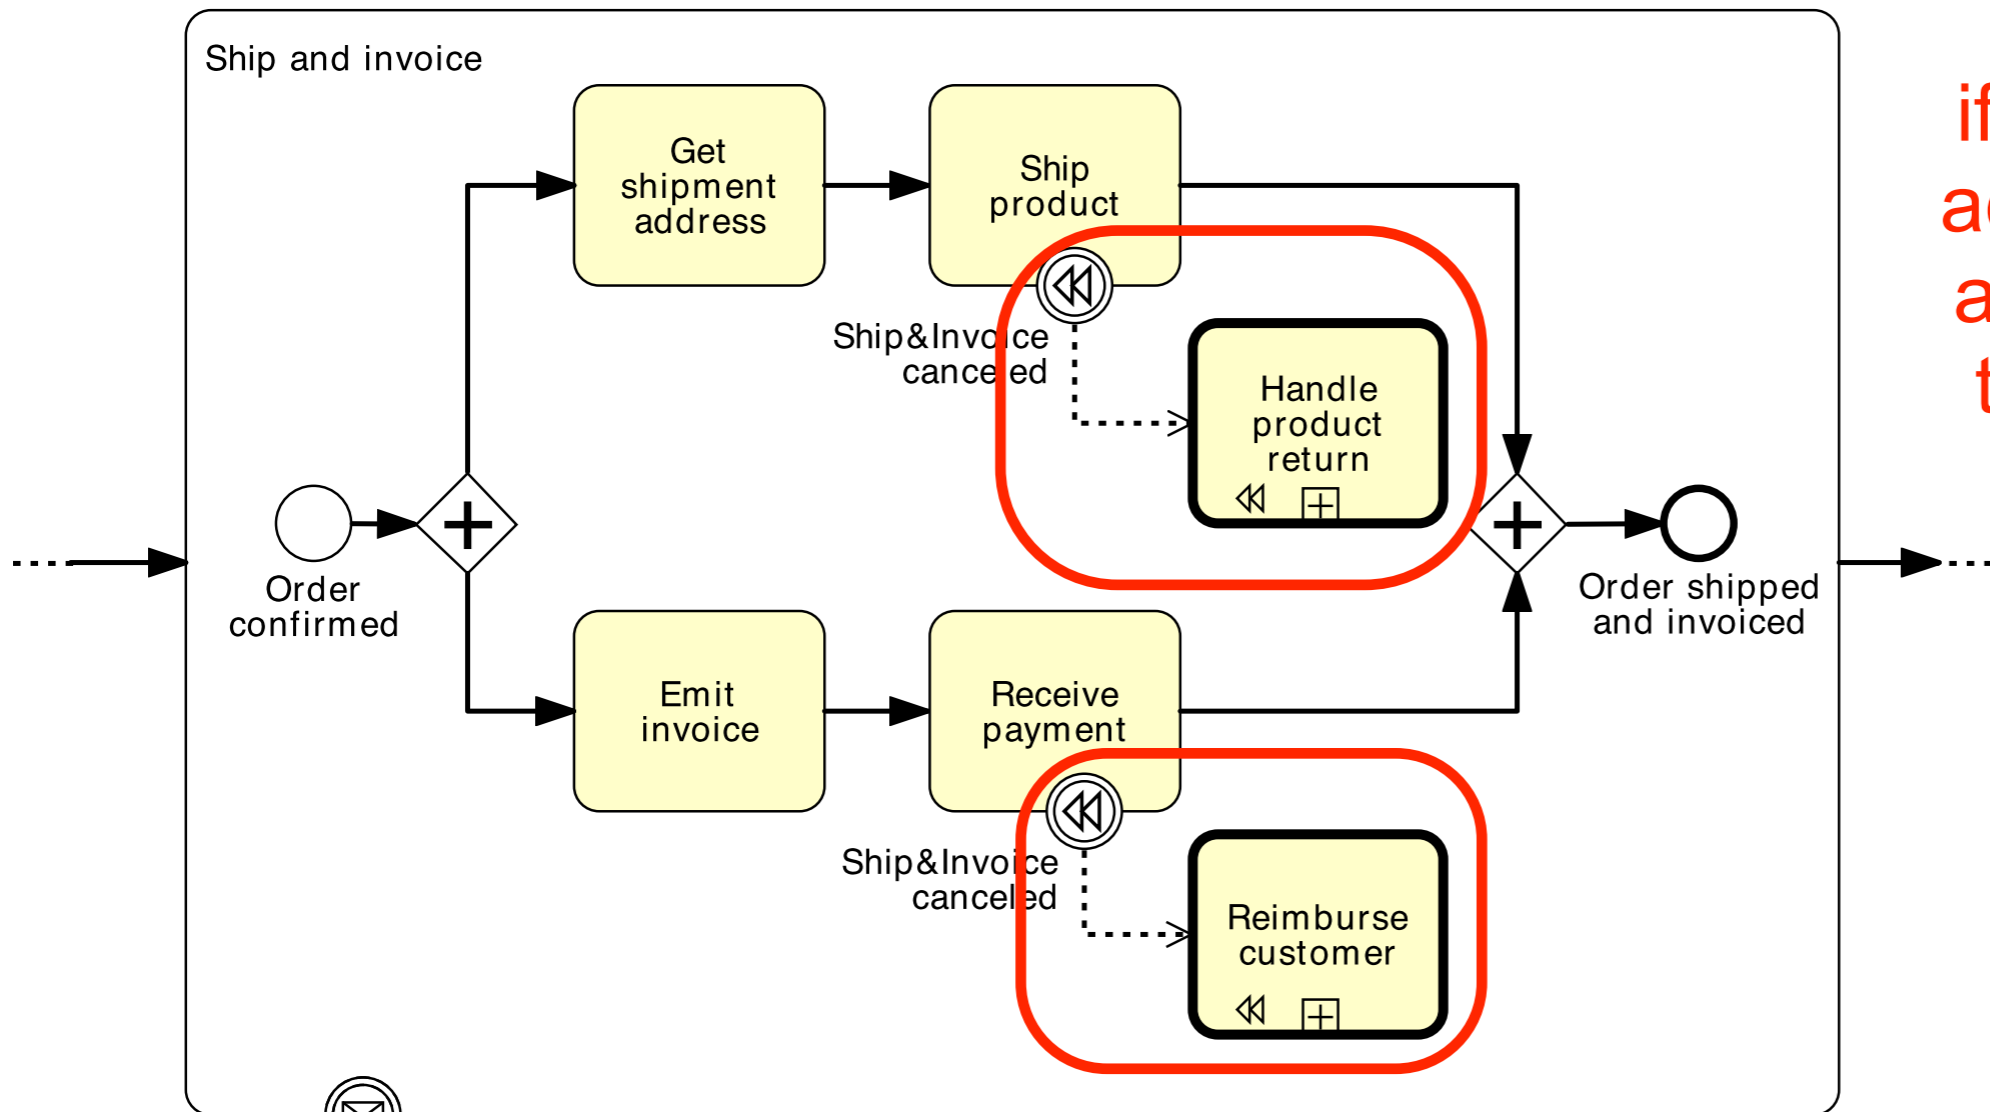 Ship and invoice
Get
shipment
address
Ship
product
Ship&Invoice
canceled
Handle
product
return
Order
confirmed
Order shipped
and invoiced
Emit
invoice
Receive
payment
Ship&Invoice
canceled
Reimburse
customer
if